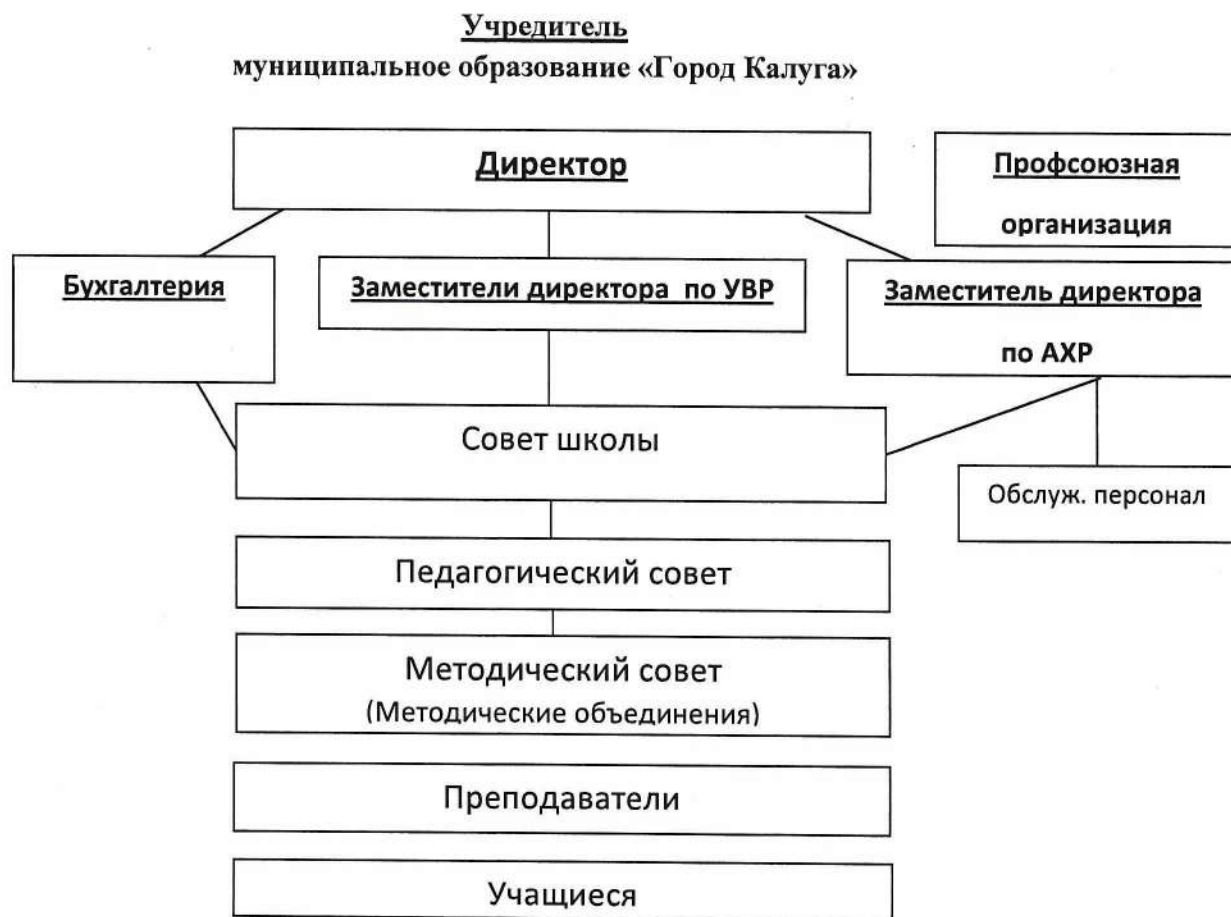 Учредитель
муниципальное образование «Город Калуга»
Директор
Профсоюзная
организация
Бухгалтерия
Заместители директора по УВР
Заместитель директора
по АХР
Совет школы
Обслуж. персонал
Педагогический совет
Методический совет
(Методические объединения)
Преподаватели
Учащиеся